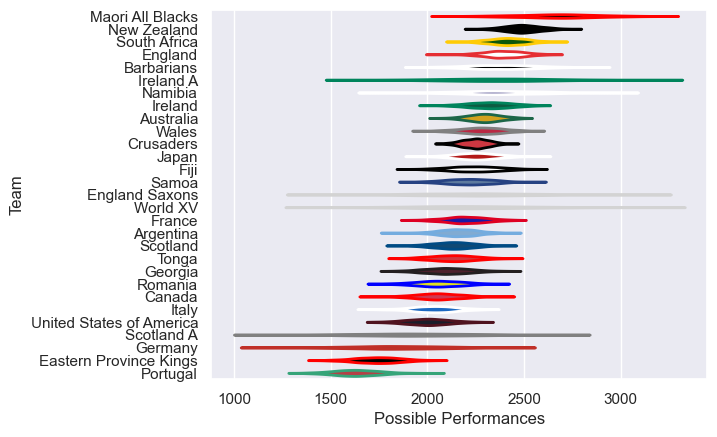 Maori All Blacks
New Zealand
South Africa
England
Barbarians
Ireland A
Namibia
Ireland
Australia
Wales
Crusaders
Japan
Fiji
Samoa
England Saxons
World XV
France
Argentina
Scotland
Tonga
Georgia
Romania
Canada
Italy
United States of America
Scotland A
Germany
Eastern Province Kings
Portugal
Team
1000 1500 2000 2500 3000
Possible Performances